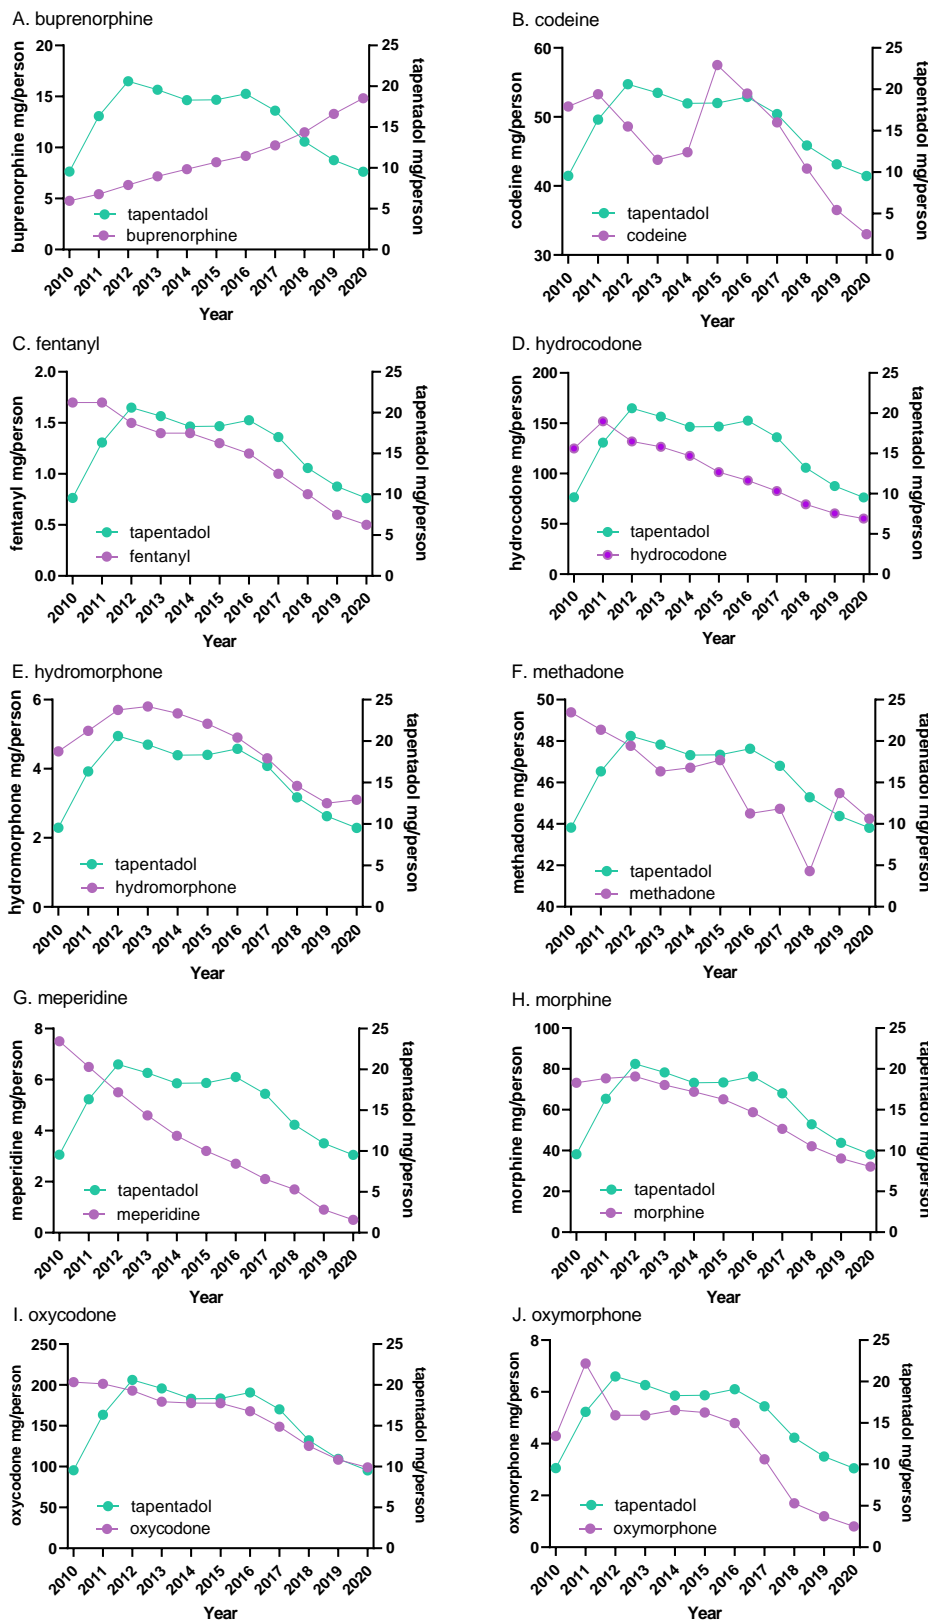 A. buprenorphine
buprenorphine mg/person
20
15
10
5
0
25
20
15
10
5
0
tapentadol mg/person
tapentadol
buprenorphine
2010 2011 2012 2013 2014 2015 2016 2017 2018 2019 2020
Year
B. codeine
codeine mg/person
60
50
40
30
25
20
15
10
5
0
tapentadol mg/person
tapentadol
codeine
2010 2011 2012 2013 2014 2015 2016 2017 2018 2019 2020
Year
C. fentanyl
fentanyl mg/person
2.0
1.5
1.0
0.5
0.0
25
20
15
10
5
0
tapentadol mg/person
tapentadol
fentanyl
2010 2011 2012 2013 2014 2015 2016 2017 2018 2019 2020
Year
D. hydrocodone
hydrocodone mg/person
200
150
100
50
0
25
20
15
10
5
0
tapentadol mg/person
tapentadol
hydrocodone
2010 2011 2012 2013 2014 2015 2016 2017 2018 2019 2020
Year
E. hydromorphone
hydromorphone mg/person
6
4
2
0
25
20
15
10
5
0
tapentadol mg/person
tapentadol
hydromorphone
2010 2011 2012 2013 2014 2015 2016 2017 2018 2019 2020
Year
F. methadone
methadone mg/person
50
48
46
44
42
40
25
20
15
10
5
0
tapentadol mg/person
tapentadol
methadone
2010 2011 2012 2013 2014 2015 2016 2017 2018 2019 2020
Year
G. meperidine
meperidine mg/person
8
6
4
2
0
25
20
15
10
5
0
tapentadol mg/person
tapentadol
meperidine
2010 2011 2012 2013 2014 2015 2016 2017 2018 2019 2020
Year
H. morphine
morphine mg/person
100
80
60
40
20
0
25
20
15
10
5
0
tapentadol mg/person
tapentadol
morphine
2010 2011 2012 2013 2014 2015 2016 2017 2018 2019 2020
Year
I. oxycodone
oxycodone mg/person
250
200
150
100
50
0
25
20
15
10
5
0
tapentadol mg/person
tapentadol
oxycodone
2010 2011 2012 2013 2014 2015 2016 2017 2018 2019 2020
Year
J. oxymorphone
oxymorphone mg/person
8
6
4
2
0
25
20
15
10
5
0
tapentadol mg/person
tapentadol
oxymorphone
2010 2011 2012 2013 2014 2015 2016 2017 2018 2019 2020
Year